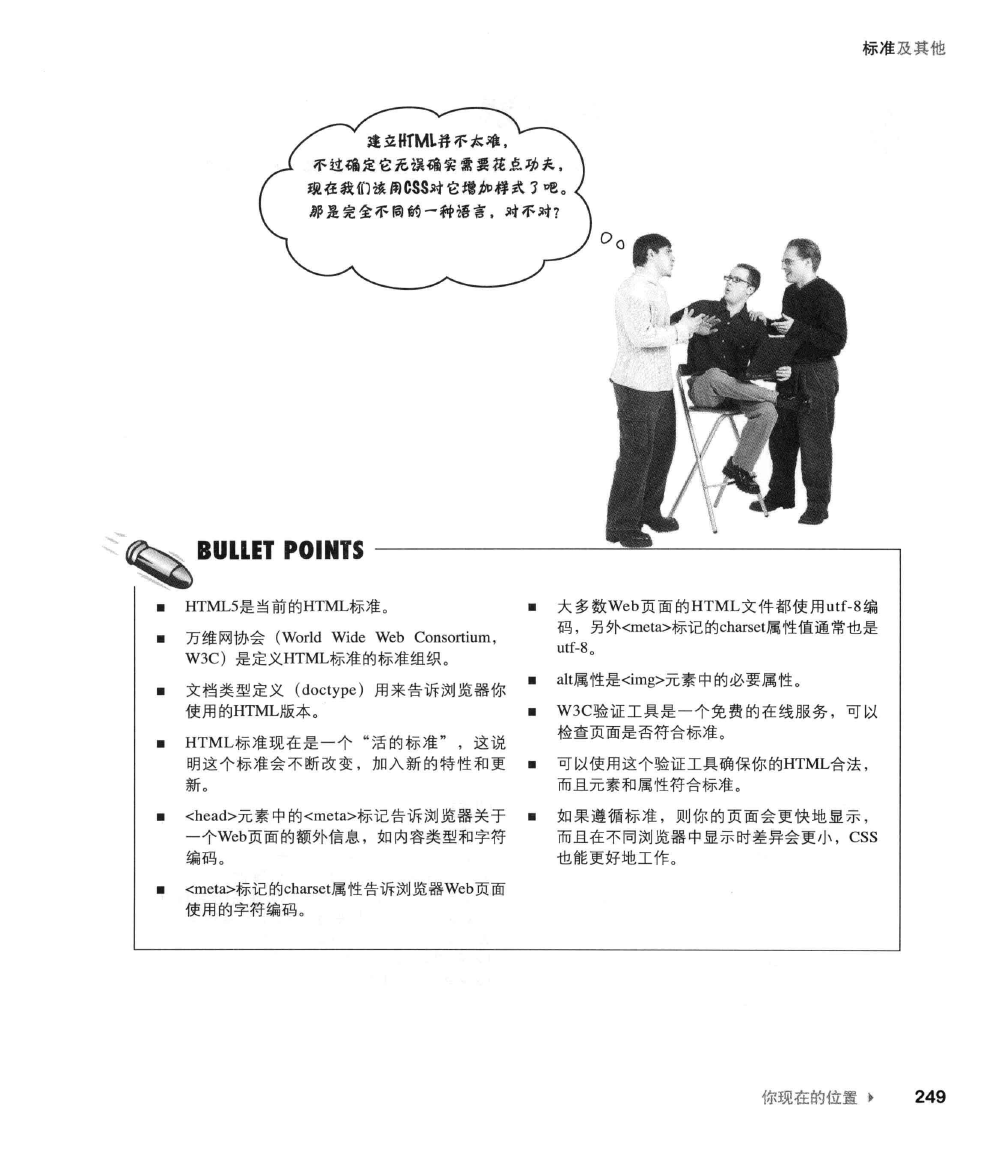 标准及其他
建立HTML并不太难，
不过确定它无误确实需要花点功夫，
现在我们该用CSS对它增加样式了吧。
那是完全不同的一种语言，对不对？
BULLET POINTS
■ HTML5是当前的HTML标准。
■ 万维网协会（World Wide Web Consortium，
W3C）是定义HTML标准的标准组织。
■ 文档类型定义（doctype）用来告诉浏览器你
使用的HTML版本。
■ HTML标准现在是一个“活的标准”，这说
明这个标准会不断改变，加入新的特性和更
新。
■ <head>元素中的<meta>标记告诉浏览器关于
一个Web页面的额外信息，如内容类型和字符
编码。
■ <meta>标记的charset属性告诉浏览器Web页面
使用的字符编码。
■ 大多数Web页面的HTML文件都使用utf-8编
码，另外<meta>标记的charset属性值通常也是
utf-8。
■ alt属性是<img>元素中的必要属性。
■ W3C验证工具是一个免费的在线服务，可以
检查页面是否符合标准。
■ 可以使用这个验证工具确保你的HTML合法，
而且元素和属性符合标准。
■ 如果遵循标准，则你的页面会更快地显示，
而且在不同浏览器中显示时差异会更小，CSS
也能更好地工作。
你现在的位置 ▸ 249